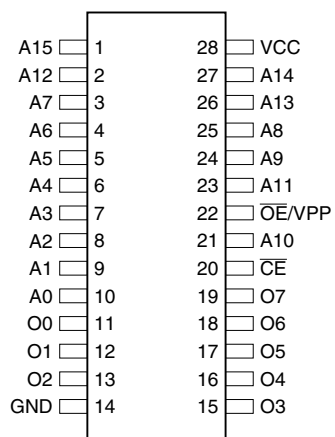 A15 1 28 VCC
A12 2 27 A14
A7 3 26 A13
A6 4 25 A8
A5 5 24 A9
A4 6 23 A11
A3 7 22 O̅E̅/VPP
A2 8 21 A10
A1 9 20 C̅E̅
A0 10 19 O7
O0 11 18 O6
O1 12 17 O5
O2 13 16 O4
GND 14 15 O3